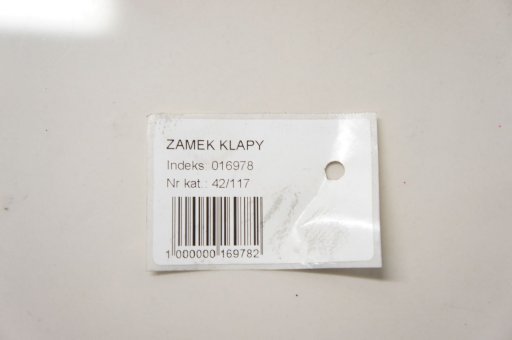 ZAMEK KLAPY
Indeks: 016978
Nr kat.: 42/117
1 000000 169782